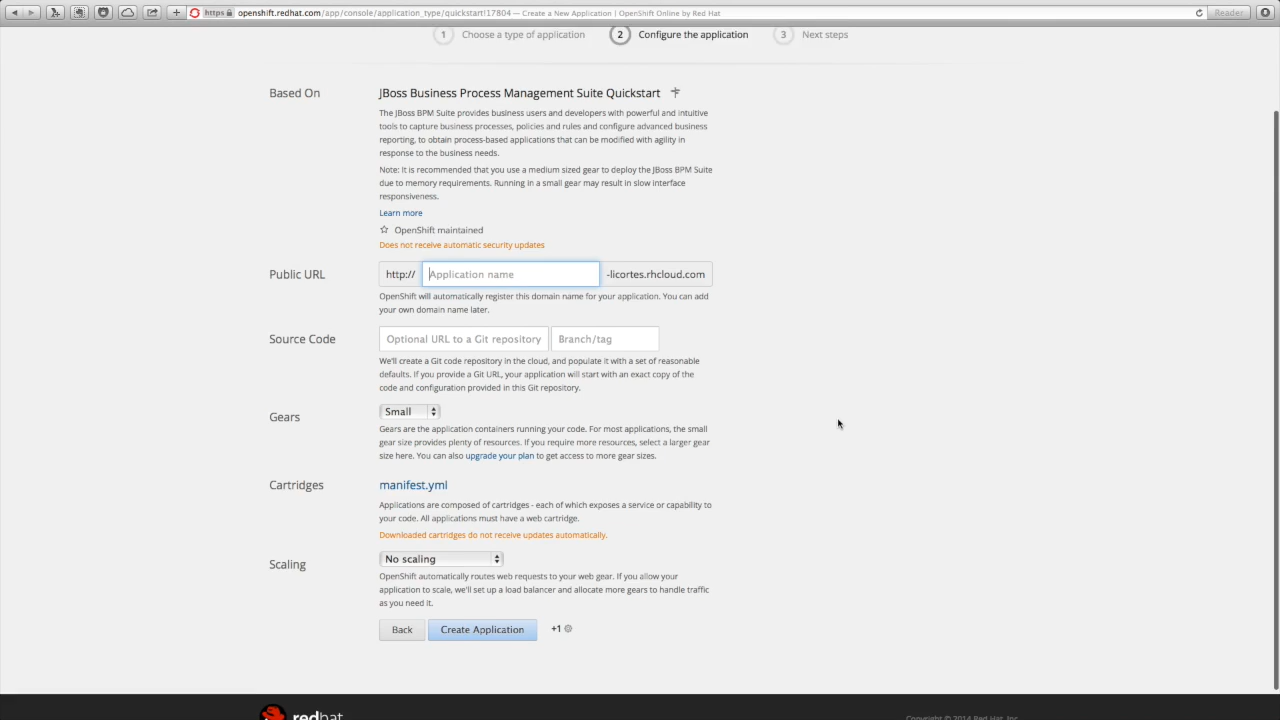 https openshift.redhat.com/app/console/application_type/quickstart!17804 — Create a New Application | OpenShift Online by Red Hat Reader
1 Choose a type of application 2 Configure the application 3 Next steps
Based On JBoss Business Process Management Suite Quickstart
The JBoss BPM Suite provides business users and developers with powerful and intuitive
tools to capture business processes, policies and rules and configure advanced business
reporting, to obtain process-based applications that can be modified with agility in
response to the business needs.
Note: It is recommended that you use a medium sized gear to deploy the JBoss BPM Suite
due to memory requirements. Running in a small gear may result in slow interface
responsiveness.
Learn more
OpenShift maintained
Does not receive automatic security updates
Public URL http:// Application name -licortes.rhcloud.com
OpenShift will automatically register this domain name for your application. You can add
your own domain name later.
Source Code Optional URL to a Git repository Branch/tag
We'll create a Git code repository in the cloud, and populate it with a set of reasonable
defaults. If you provide a Git URL, your application will start with an exact copy of the
code and configuration provided in this Git repository.
Gears Small
Gears are the application containers running your code. For most applications, the small
gear size provides plenty of resources. If you require more resources, select a larger gear
size here. You can also upgrade your plan to get access to more gear sizes.
Cartridges manifest.yml
Applications are composed of cartridges - each of which exposes a service or capability to
your code. All applications must have a web cartridge.
Downloaded cartridges do not receive updates automatically.
Scaling No scaling
OpenShift automatically routes web requests to your web gear. If you allow your
application to scale, we'll set up a load balancer and allocate more gears to handle traffic
as you need it.
Back Create Application +1
redhat Copyright © 2014 Red Hat, Inc.